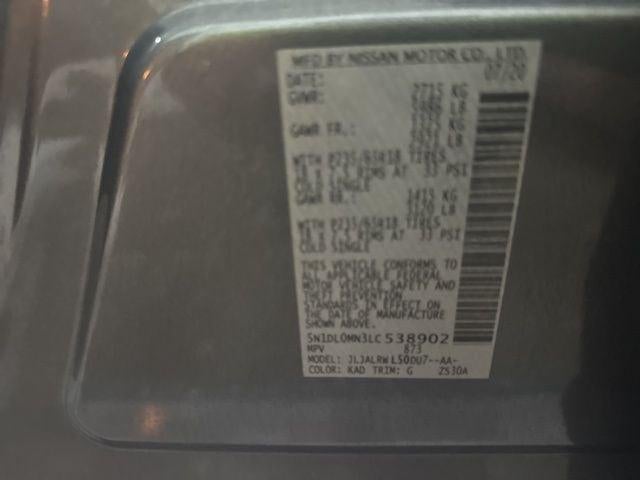 MFD BY NISSAN MOTOR CO., LTD.
DATE: 07/20
GVWR: 2715 KG
5986 LB
GAWR FR.: KG
2921 LB
WITH P235/65R18 TIRES
18 x 7.5 RIMS AT 33 PSI
COLD SINGLE
GAWR RR.: 1415 KG
3120 LB
WITH P235/65R18 TIRES
18 x 7.5 RIMS AT 33 PSI
COLD SINGLE
THIS VEHICLE CONFORMS TO
ALL APPLICABLE FEDERAL
MOTOR VEHICLE SAFETY AND
THEFT PREVENTION
STANDARDS IN EFFECT ON
THE DATE OF MANUFACTURE
SHOWN ABOVE.
5N1DL0MN3LC538902
MPV 873
MODEL: JLJALRWL50DU7--AA-
COLOR: KAD TRIM: G 2S30A